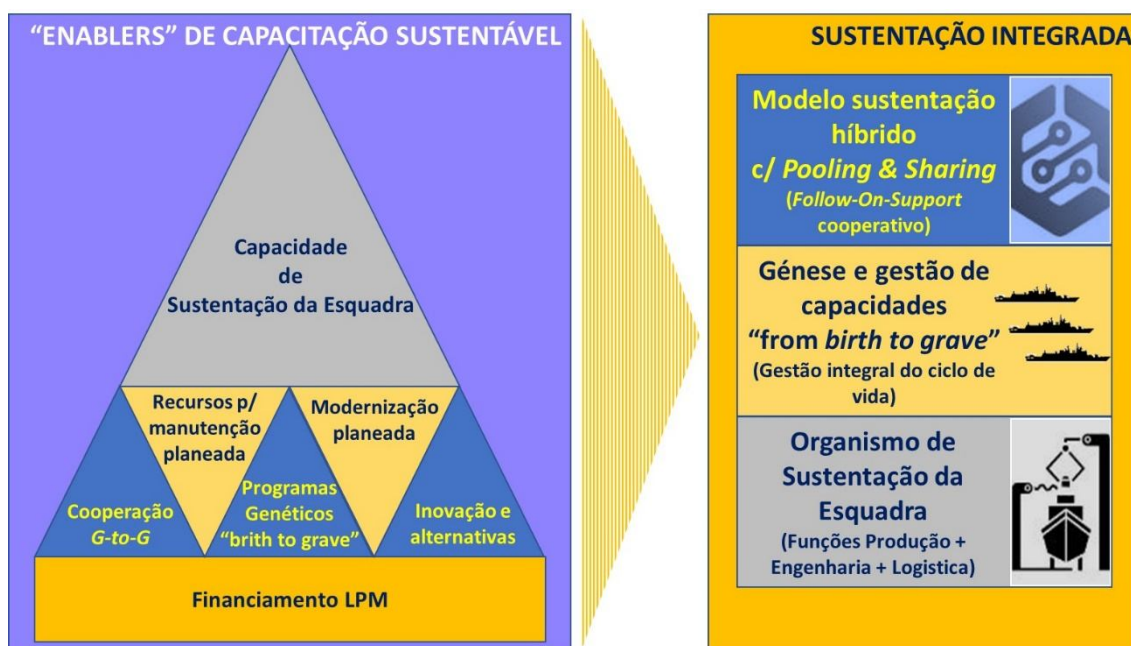 “ENABLERS” DE CAPACITAÇÃO SUSTENTÁVEL
Capacidade
de
Sustentação da Esquadra
Recursos p/
manutenção
planeada
Modernização
planeada
Cooperação
G-to-G
Programas
Genéticos
“brith to grave”
Inovação e
alternativas
Financiamento LPM
SUSTENTAÇÃO INTEGRADA
Modelo sustentação
híbrido
c/ Pooling & Sharing
(Follow-On-Support
cooperativo)
Génese e gestão de
capacidades
“from birth to grave”
(Gestão integral do ciclo de
vida)
Organismo de
Sustentação da
Esquadra
(Funções Produção +
Engenharia + Logistica)